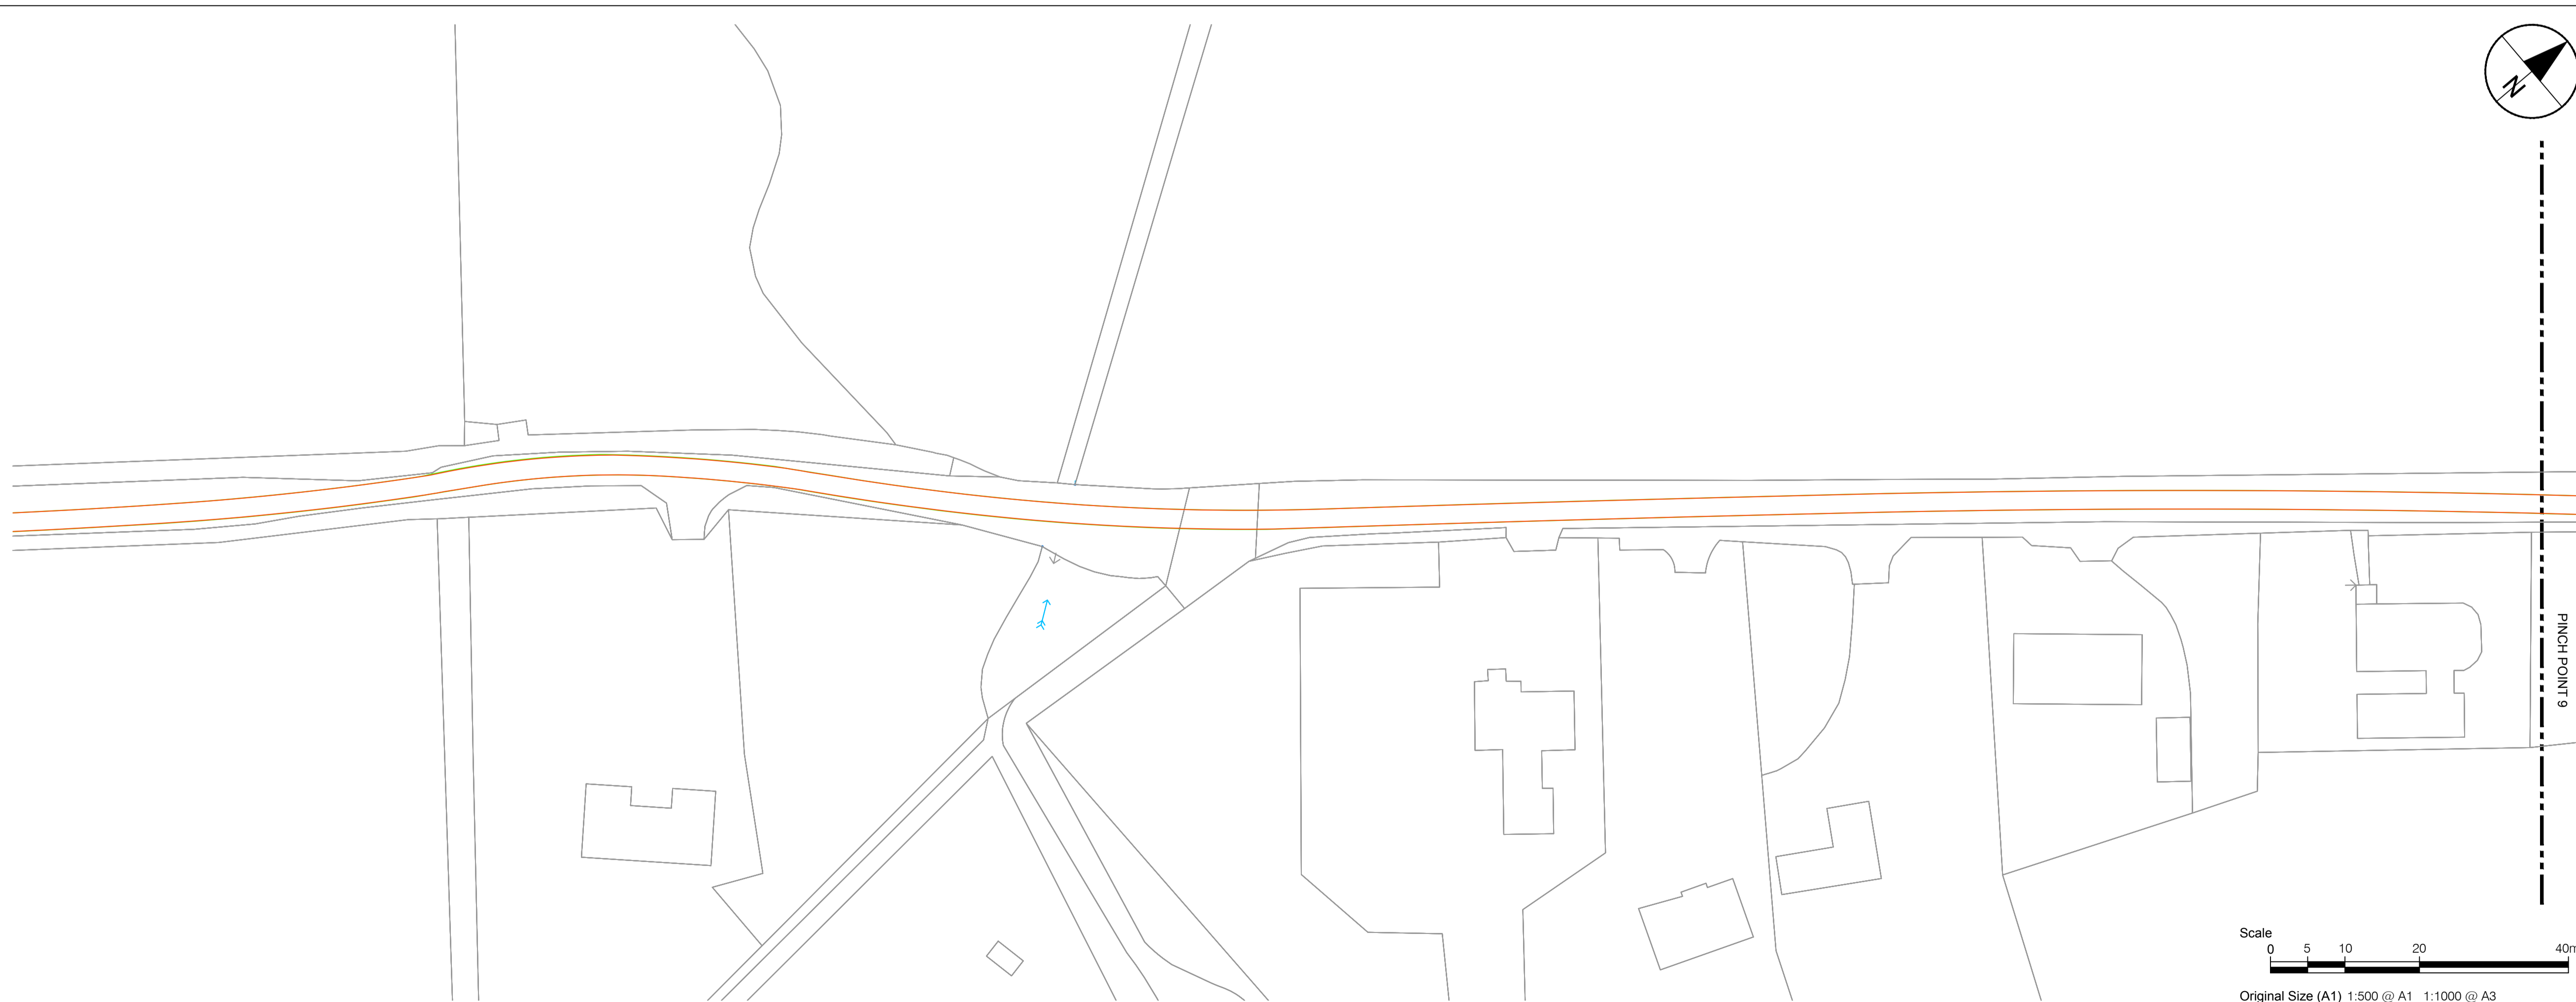 N
PINCH POINT 9
Scale
0 5 10 20 40m
Original Size (A1) 1:500 @ A1 1:1000 @ A3